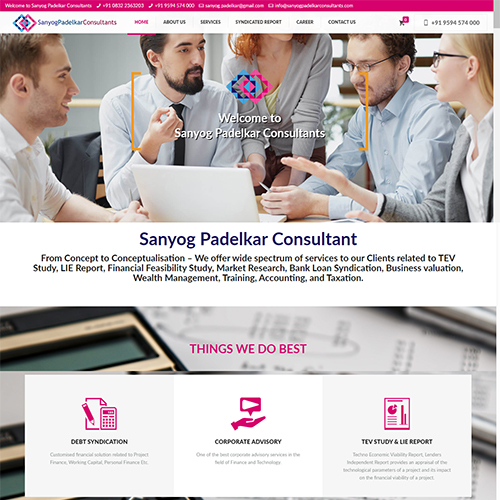 Welcome to Sanyog Padelkar Consultants +91 0832 2363203 +91 9594 574 000 sanyog.padelkar@gmail.com info@sanyogpadelkarconsultants.com
SanyogPadelkarConsultants HOME ABOUT US SERVICES SYNDICATED REPORT CAREER CONTACT US 0 +91 9594 574 000
Welcome to
Sanyog Padelkar Consultants
Sanyog Padelkar Consultant
From Concept to Conceptualisation – We offer wide spectrum of services to our Clients related to TEV
Study, LIE Report, Financial Feasibility Study, Market Research, Bank Loan Syndication, Business valuation,
Wealth Management, Training, Accounting, and Taxation.
THINGS WE DO BEST
DEBT SYNDICATION
Customised financial solution related to Project
Finance, Working Capital, Personal Finance Etc.
CORPORATE ADVISORY
One of the best corporate advisory services in the
field of Finance and Technology
TEV STUDY & LIE REPORT
Techno Economic Viability Report, Lenders
Independent Report provides an appraisal of the
technological parameters of a project and its impact
on the financial viability of a project.